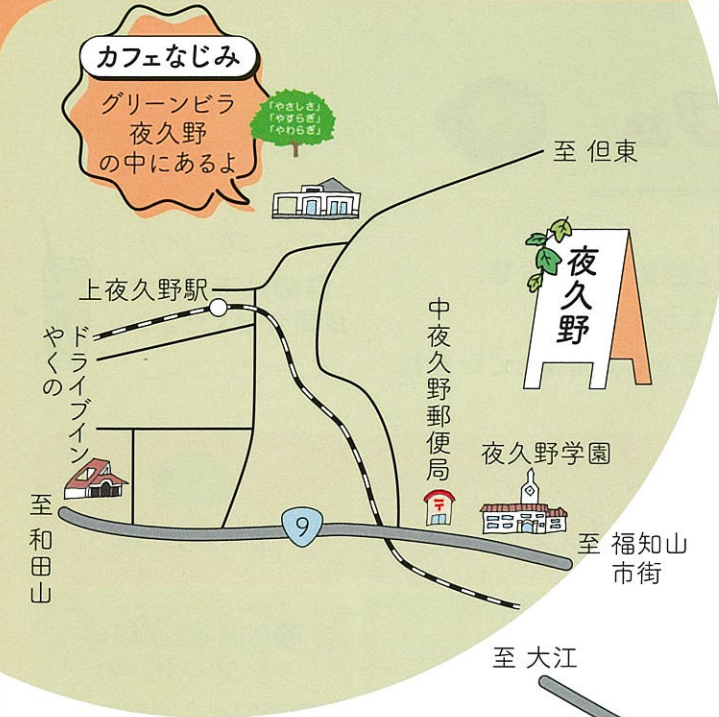 カフェなじみ
グリーンビラ
夜久野
の中にあるよ
「やさしさ」
「やすらぎ」
「やわらぎ」
至 但東
夜久野
上夜久野駅
ドライブイン
やくの
中夜久野郵便局
〒
夜久野学園
至 和田山
9
至 福知山
市街
至 大江